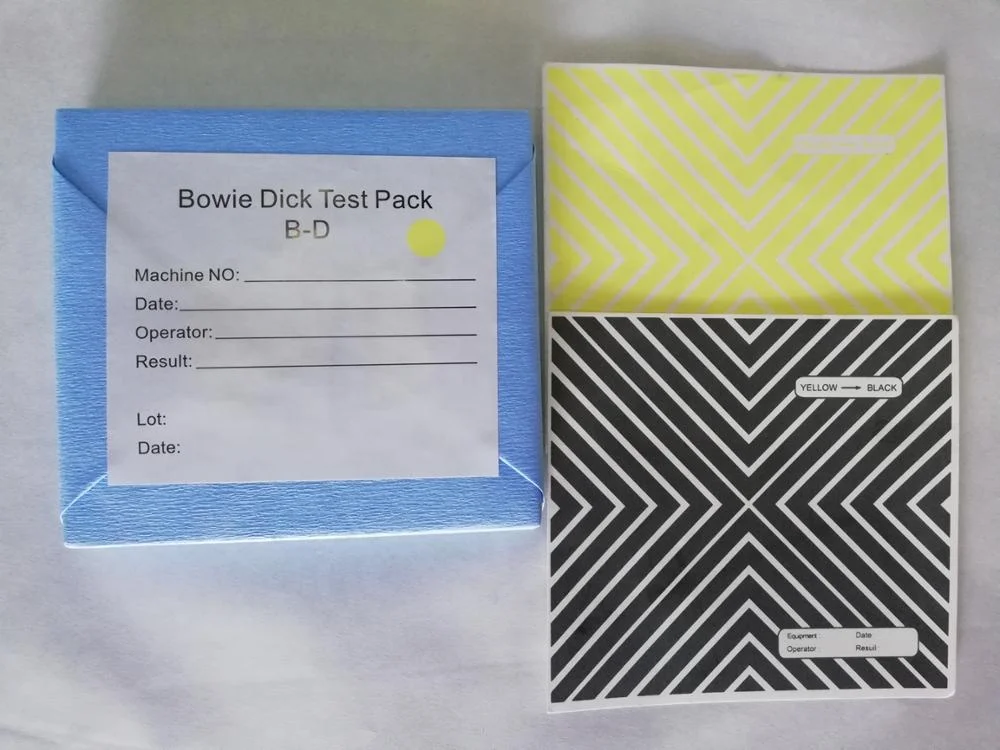 Bowie Dick Test Pack
B-D
Machine NO:
Date:
Operator:
Result:
Lot:
Date:
YELLOW → BLACK
Equipment : Date
Operator : Result